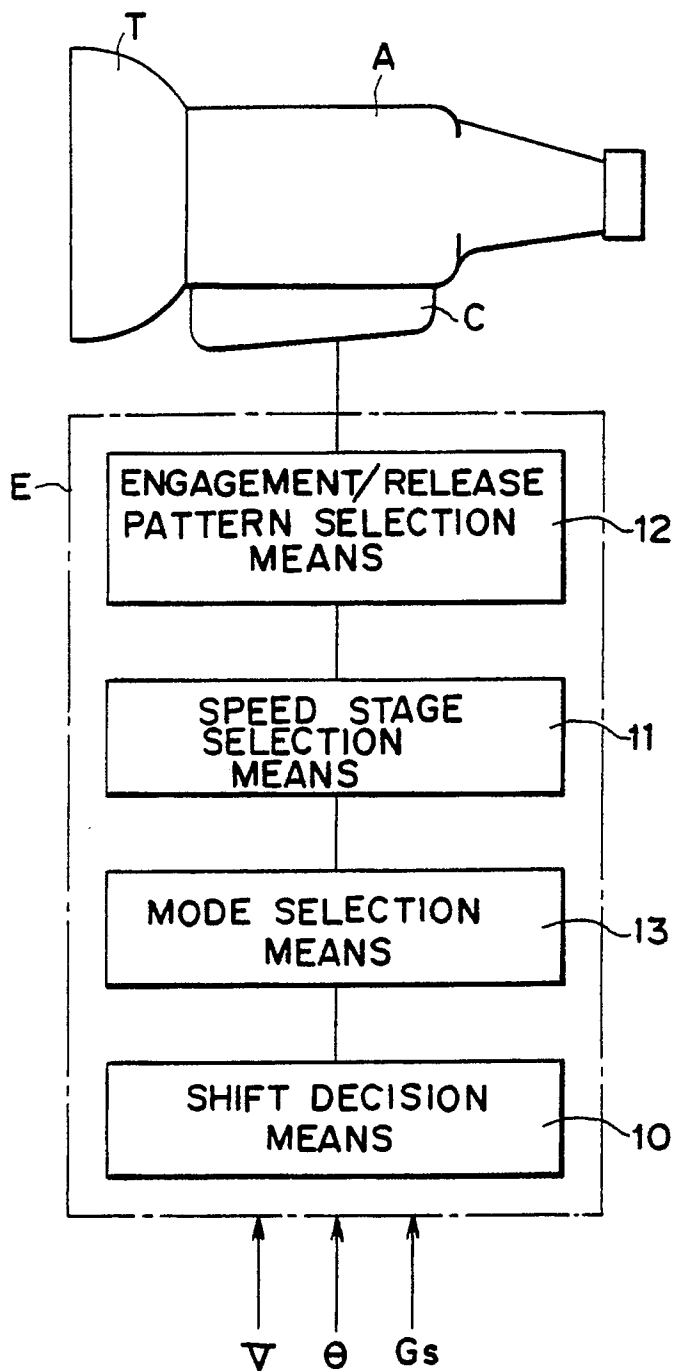 T
A
C
E
ENGAGEMENT/RELEASE
PATTERN SELECTION
MEANS
12
SPEED STAGE
SELECTION
MEANS
11
MODE SELECTION
MEANS
13
SHIFT DECISION
MEANS
10
V θ Gs